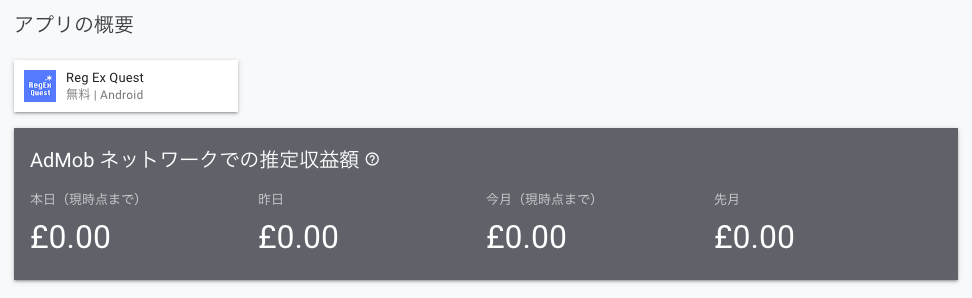 アプリの概要
.*
RegEx
Quest
Reg Ex Quest
無料 | Android
AdMob ネットワークでの推定収益額 ?
本日（現時点まで） 昨日 今月（現時点まで） 先月
£0.00 £0.00 £0.00 £0.00